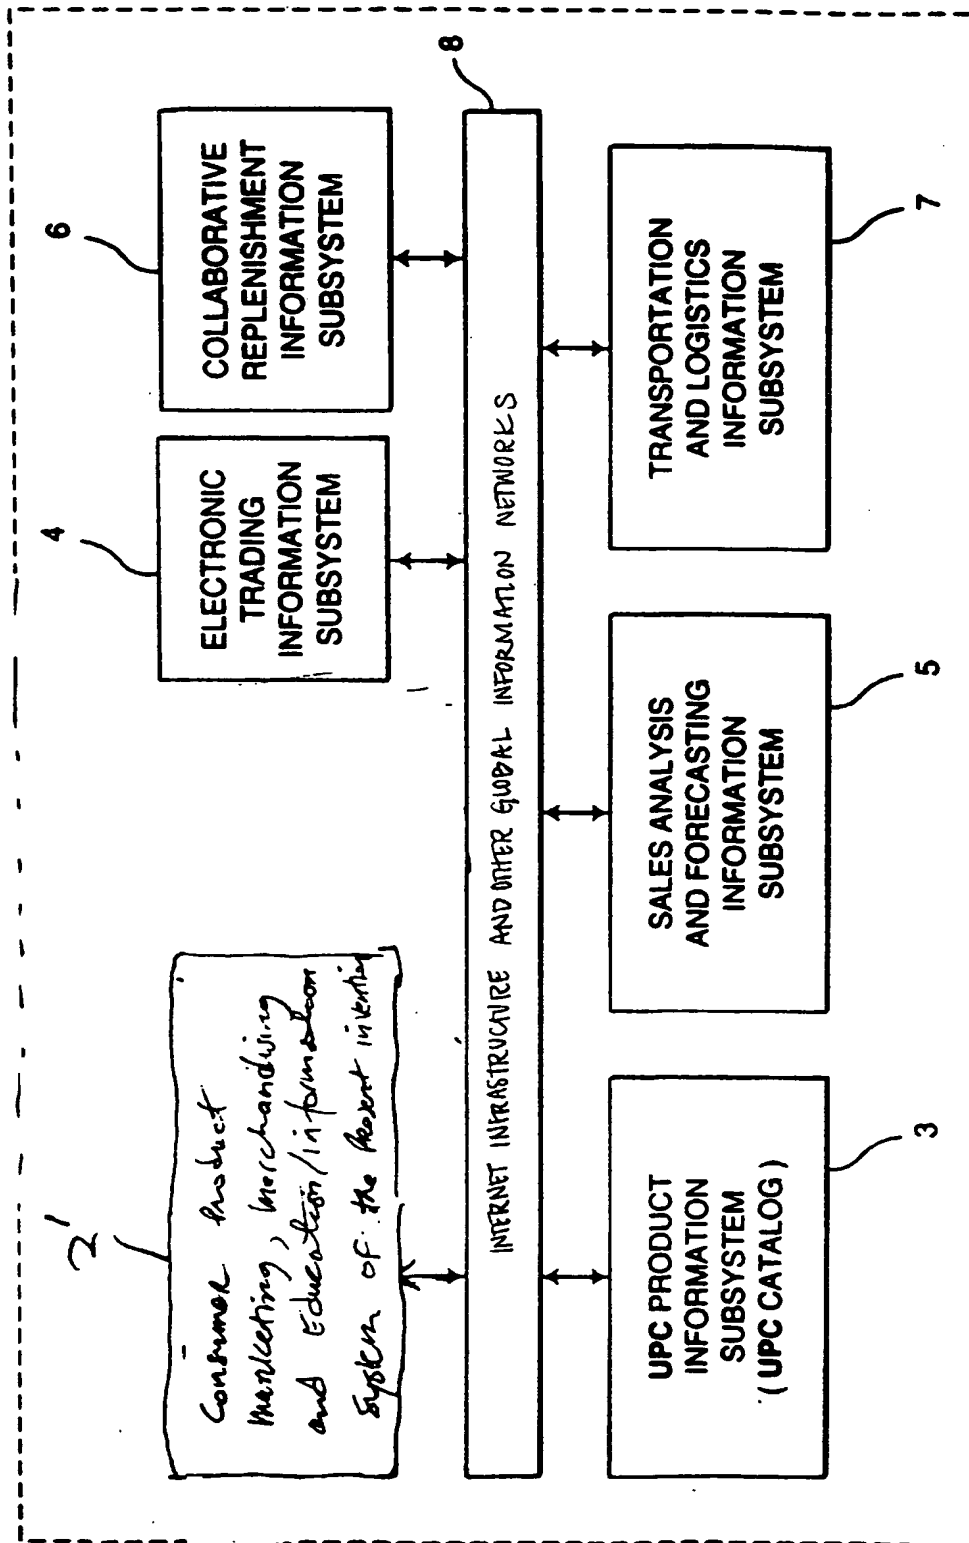 2'
Consumer Product
Marketing, Merchandising
and Education/information
System of the Present invention
4
ELECTRONIC
TRADING
INFORMATION
SUBSYSTEM
6
COLLABORATIVE
REPLENISHMENT
INFORMATION
SUBSYSTEM
8
INTERNET INFRASTRUCTURE AND OTHER GLOBAL INFORMATION NETWORKS
UPC PRODUCT
INFORMATION
SUBSYSTEM
(UPC CATALOG)
3
SALES ANALYSIS
AND FORECASTING
INFORMATION
SUBSYSTEM
5
TRANSPORTATION
AND LOGISTICS
INFORMATION
SUBSYSTEM
7